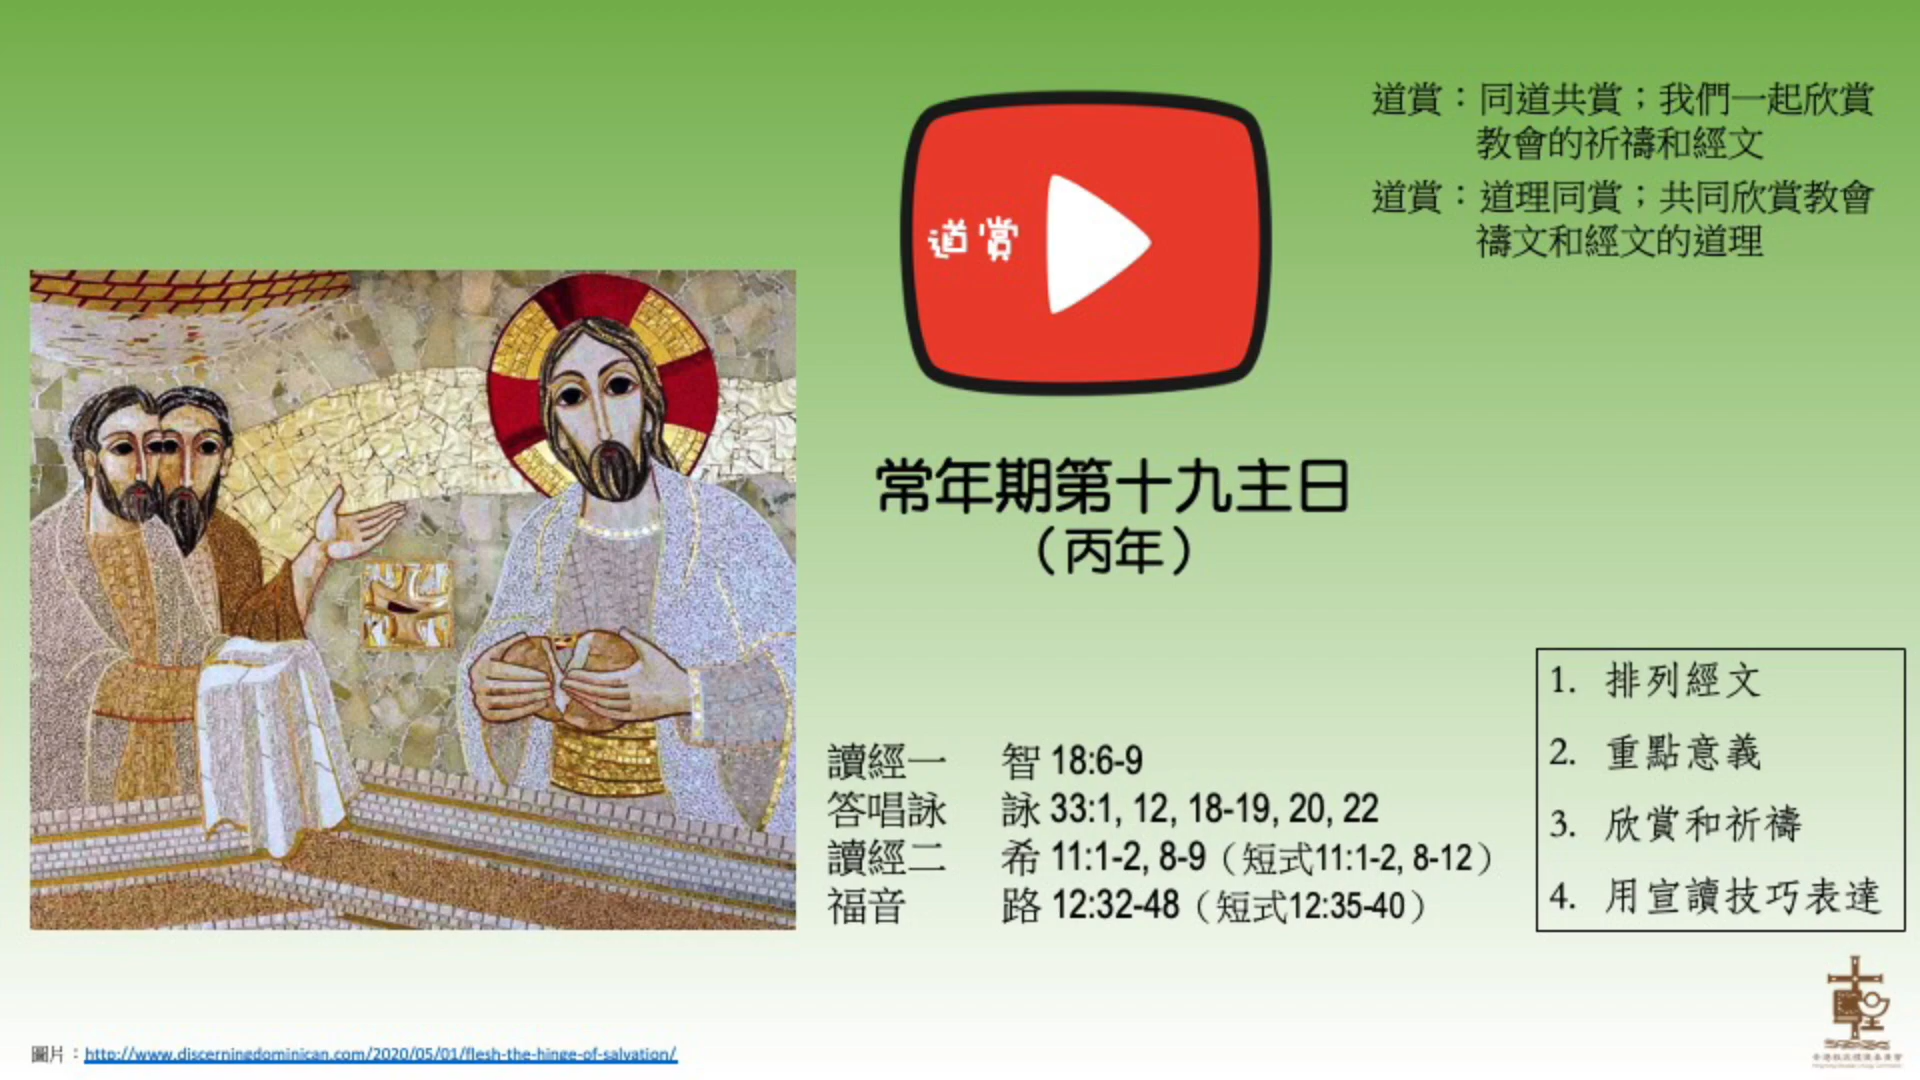 道賞：同道共賞；我們一起欣賞
教會的祈禱和經文
道賞：道理同賞；共同欣賞教會
禱文和經文的道理
道賞
常年期第十九主日
（丙年）
讀經一 智 18:6-9
答唱詠 詠 33:1, 12, 18-19, 20, 22
讀經二 希 11:1-2, 8-9（短式11:1-2, 8-12）
福音 路 12:32-48（短式12:35-40）
1. 排列經文
2. 重點意義
3. 欣賞和祈禱
4. 用宣讀技巧表達
圖片：http://www.discerningdominican.com/2020/05/01/flesh-the-hinge-of-salvation/